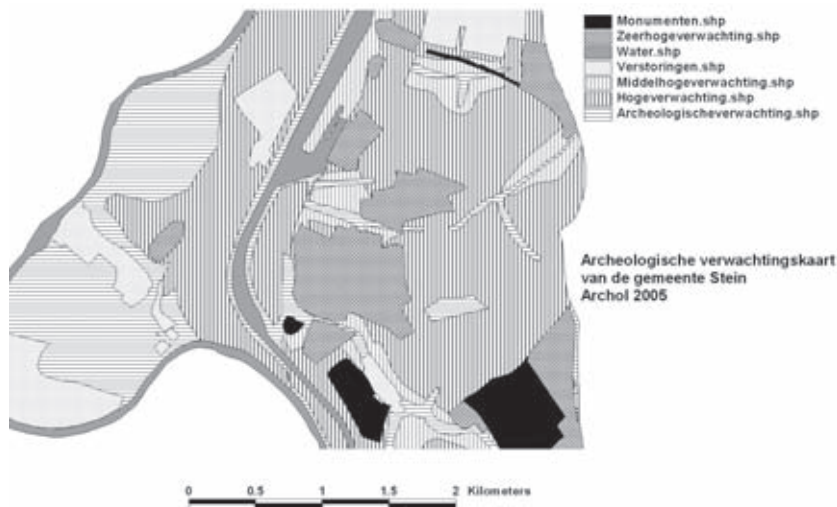 Monumenten.shp
Zeerhogeverwachting.shp
Water.shp
Verstoringen.shp
Middelhogeverwachting.shp
Hogeverwachting.shp
Archeologischeverwachting.shp
Archeologische verwachtingskaart
van de gemeente Stein
Archol 2005
0 0.5 1 1.5 2 Kilometers